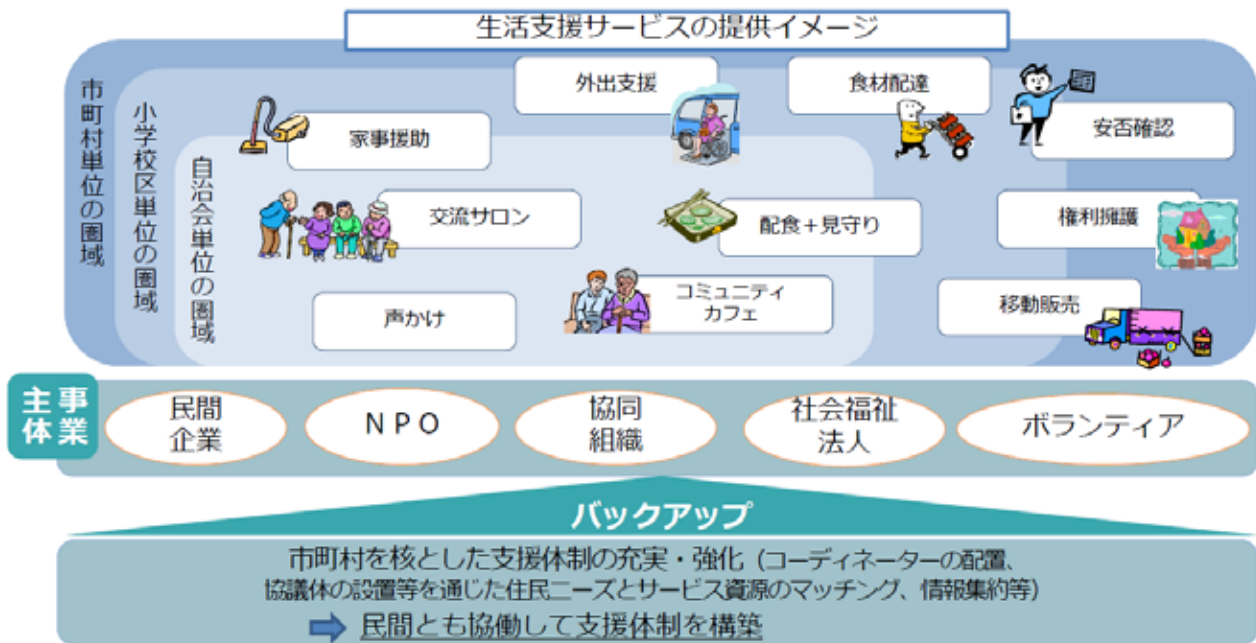 生活支援サービスの提供イメージ
市町村単位の圏域
小学校区単位の圏域
自治会単位の圏域
外出支援
食材配達
安否確認
家事援助
交流サロン
配食＋見守り
権利擁護
声かけ
コミュニティ
カフェ
移動販売
事業
主体
民間
企業
ＮＰＯ
協同
組織
社会福祉
法人
ボランティア
バックアップ
市町村を核とした支援体制の充実・強化（コーディネーターの配置、
協議体の設置等を通じた住民ニーズとサービス資源のマッチング、情報集約等）
民間とも協働して支援体制を構築